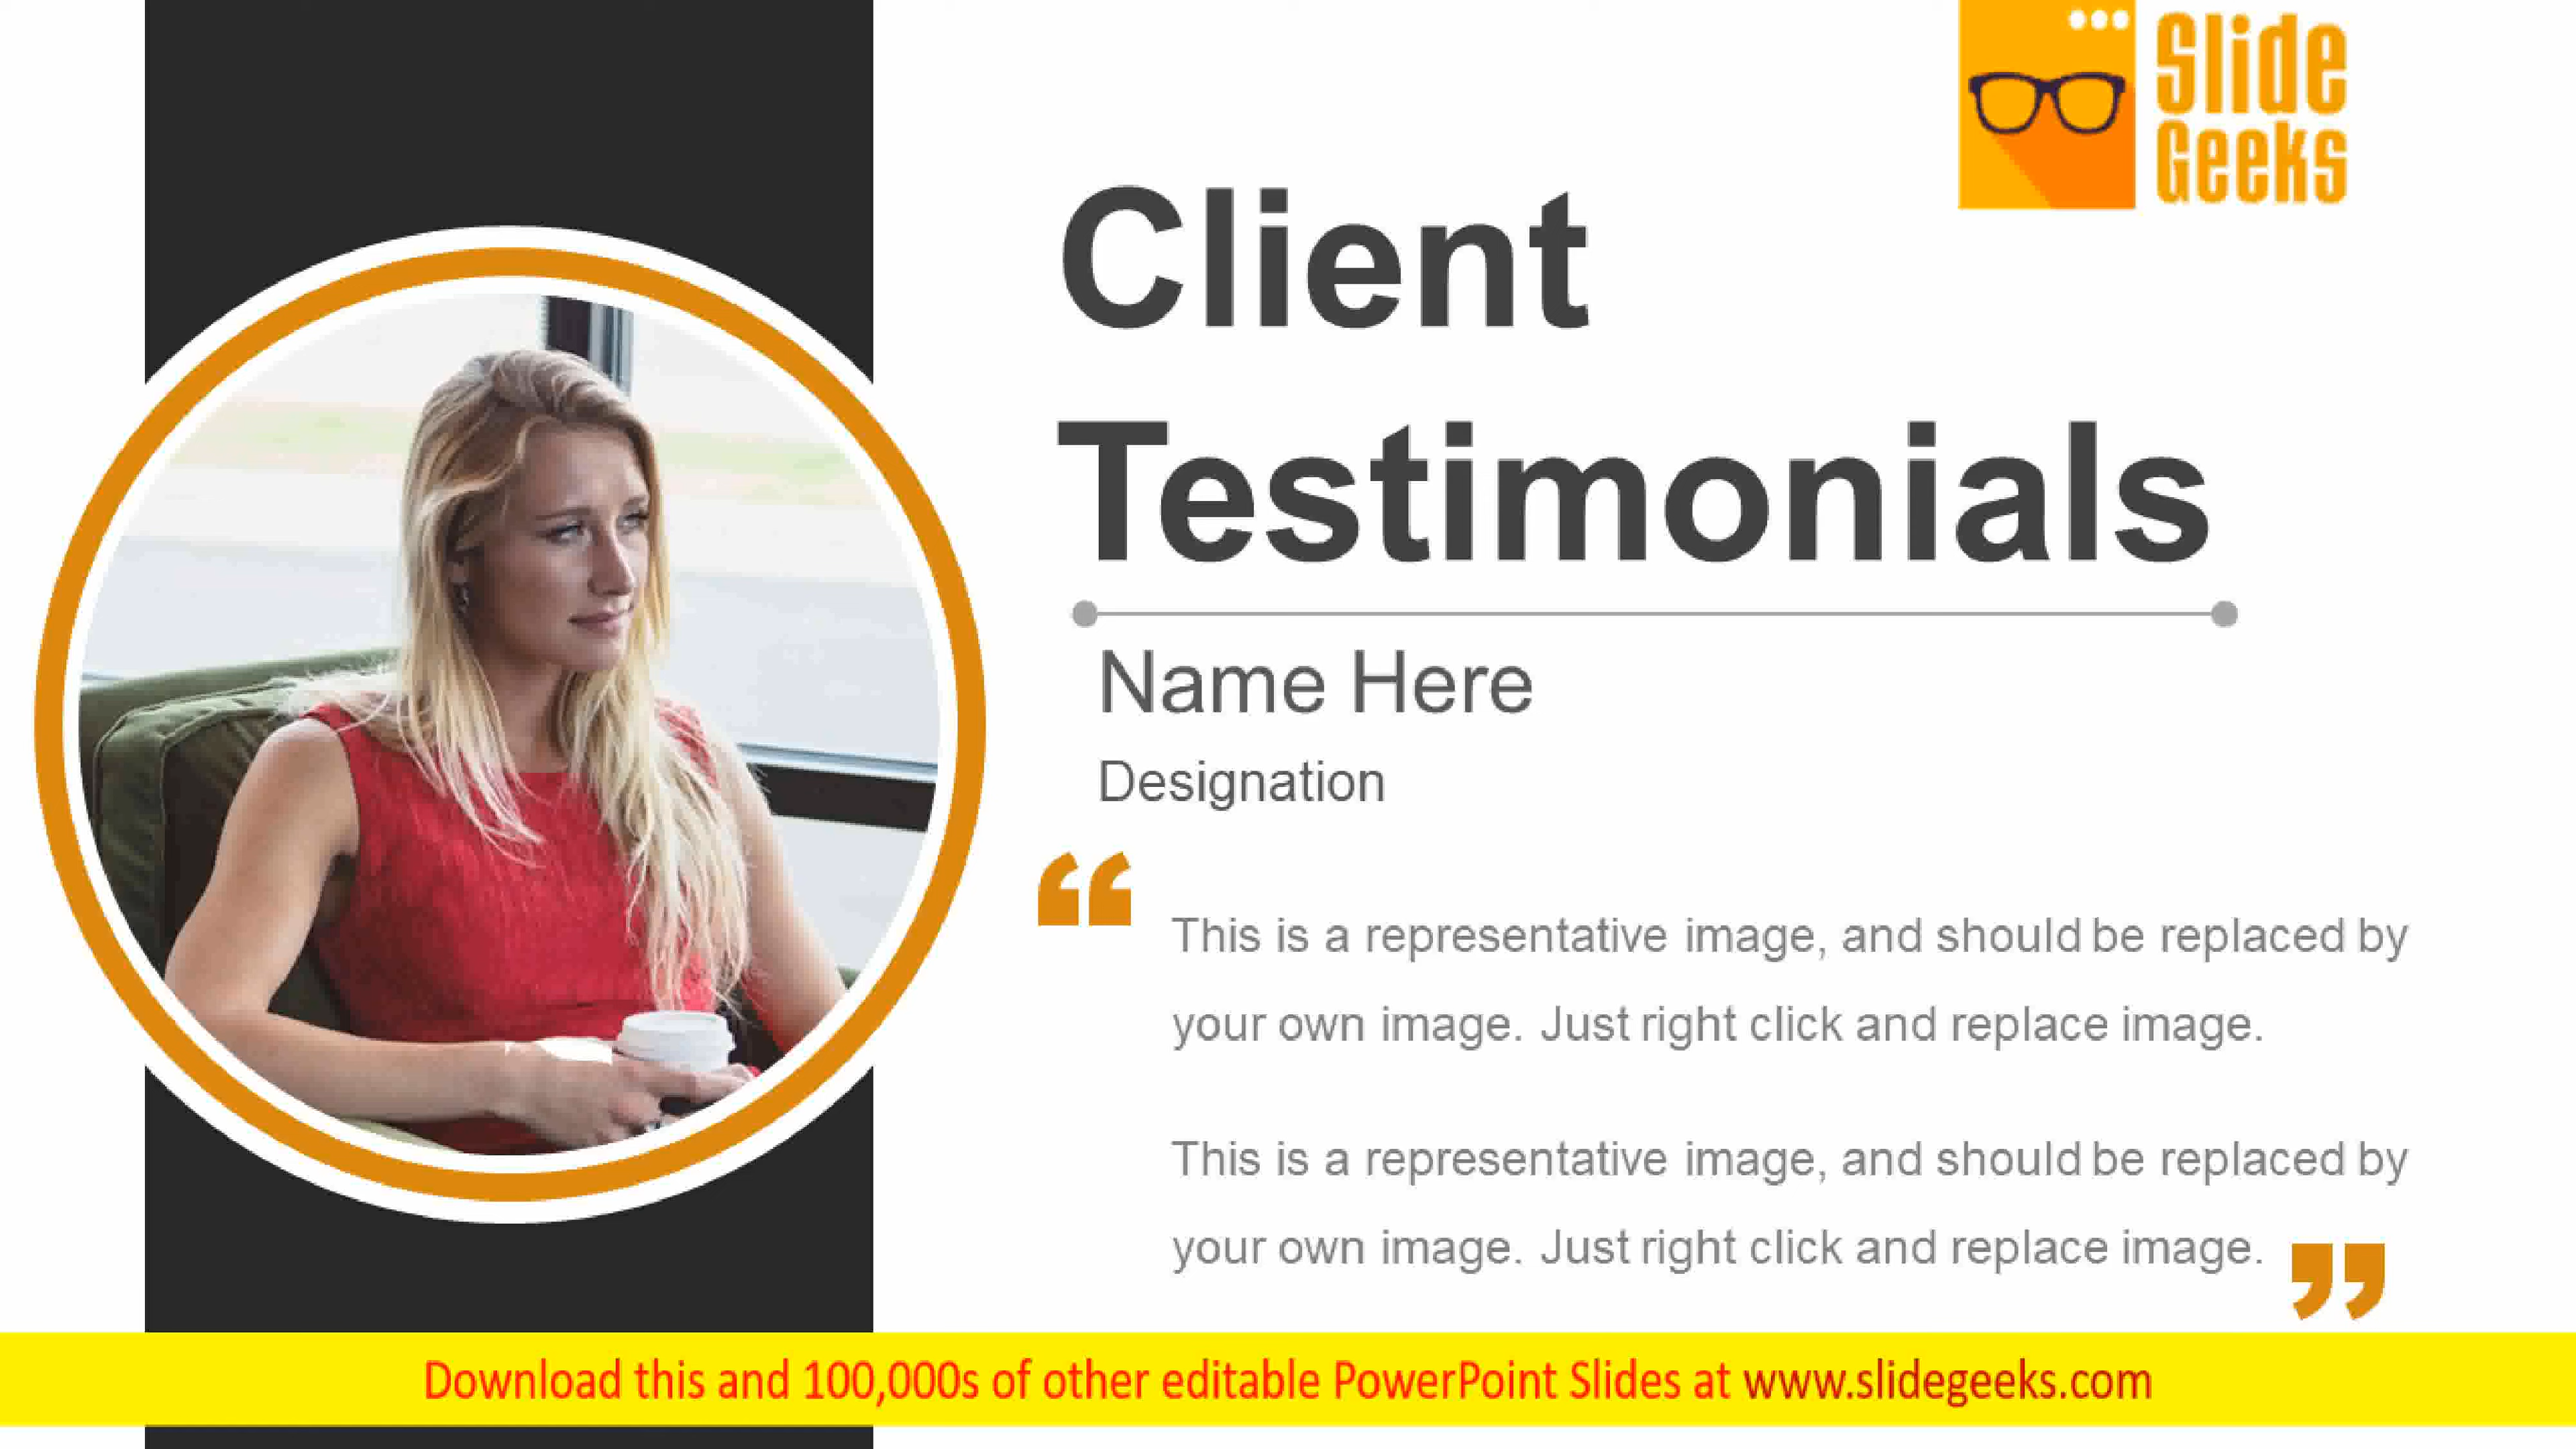 Slide
Geeks
Client
Testimonials
Name Here
Designation
“
This is a representative image, and should be replaced by
your own image. Just right click and replace image.
This is a representative image, and should be replaced by
your own image. Just right click and replace image.
”
Download this and 100,000s of other editable PowerPoint Slides at www.slidegeeks.com